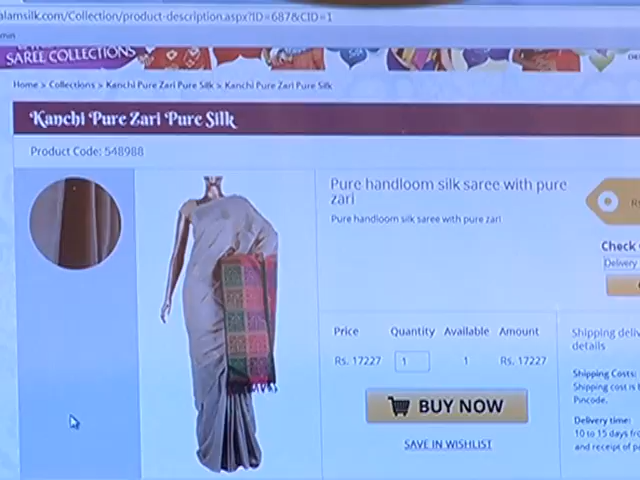 alamsilk.com/Collection/product-description.aspx?ID=687&CID=1
min
SAREE COLLECTIONS
Home > Collections > Kanchi Pure Zari Pure Silk > Kanchi Pure Zari Pure Silk
Kanchi Pure Zari Pure Silk
Product Code: 548988
Pure handloom silk saree with pure
zari
Pure handloom silk saree with pure zari
Check
Delivery
Price Quantity Available Amount
Rs. 17227 1 1 Rs. 17227
BUY NOW
SAVE IN WISHLIST
Shipping deliv
details
Shipping Costs:
Shipping cost is
Pincode.
Delivery time:
10 to 15 days fr
and receipt of p